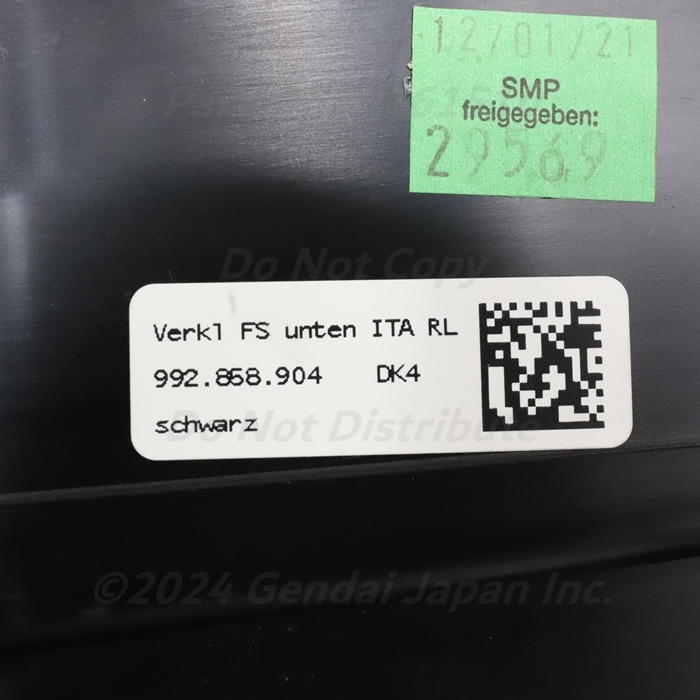 12/01/21
SMP
freigegeben:
29569
Do Not Copy
Verkl FS unten ITA RL
992.858.904 DK4
schwarz
Do Not Distribute
©2024 Gendai Japan Inc.